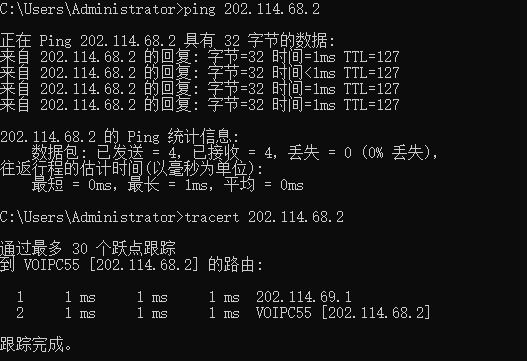 C:\Users\Administrator>ping 202.114.68.2
正在 Ping 202.114.68.2 具有 32 字节的数据:
来自 202.114.68.2 的回复: 字节=32 时间=1ms TTL=127
来自 202.114.68.2 的回复: 字节=32 时间<1ms TTL=127
来自 202.114.68.2 的回复: 字节=32 时间=1ms TTL=127
来自 202.114.68.2 的回复: 字节=32 时间=1ms TTL=127
202.114.68.2 的 Ping 统计信息:
数据包: 已发送 = 4, 已接收 = 4, 丢失 = 0 (0% 丢失),
往返行程的估计时间(以毫秒为单位):
最短 = 0ms, 最长 = 1ms, 平均 = 0ms
C:\Users\Administrator>tracert 202.114.68.2
通过最多 30 个跃点跟踪
到 VOIPC55 [202.114.68.2] 的路由:
1 1 ms 1 ms 1 ms 202.114.69.1
2 1 ms 1 ms 1 ms VOIPC55 [202.114.68.2]
跟踪完成。